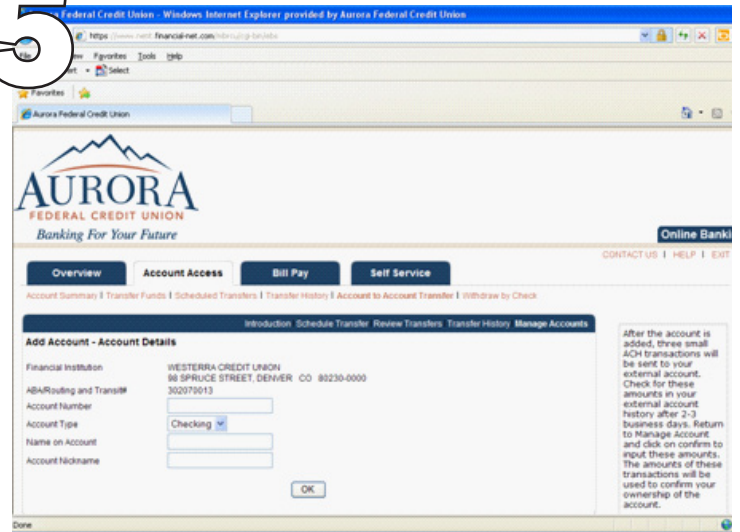 5
Aurora Federal Credit Union - Windows Internet Explorer provided by Aurora Federal Credit Union
https://www.
financial-net.com
Favorites Tools Help
Select
Favorites
Aurora Federal Credit Union
AURORA
FEDERAL CREDIT UNION
Banking For Your Future
Online Banki
CONTACT US | HELP | EXIT
Overview Account Access Bill Pay Self Service
Account Summary | Transfer Funds | Scheduled Transfers | Transfer History | Account to Account Transfer | Withdraw by Check
Introduction Schedule Transfer Review Transfers Transfer History Manage Accounts
Add Account - Account Details
Financial Institution WESTERRA CREDIT UNION
98 SPRUCE STREET, DENVER CO 80230-0000
ABA/Routing and Transit# 302070013
Account Number
Account Type Checking
Name on Account
Account Nickname
OK
After the account is
added, three small
ACH transactions will
be sent to your
external account.
Check for these
amounts in your
external account
history after 2-3
business days. Return
to Manage Account
and click on confirm to
input these amounts.
The amounts of these
transactions will be
used to confirm your
ownership of the
account.
Done